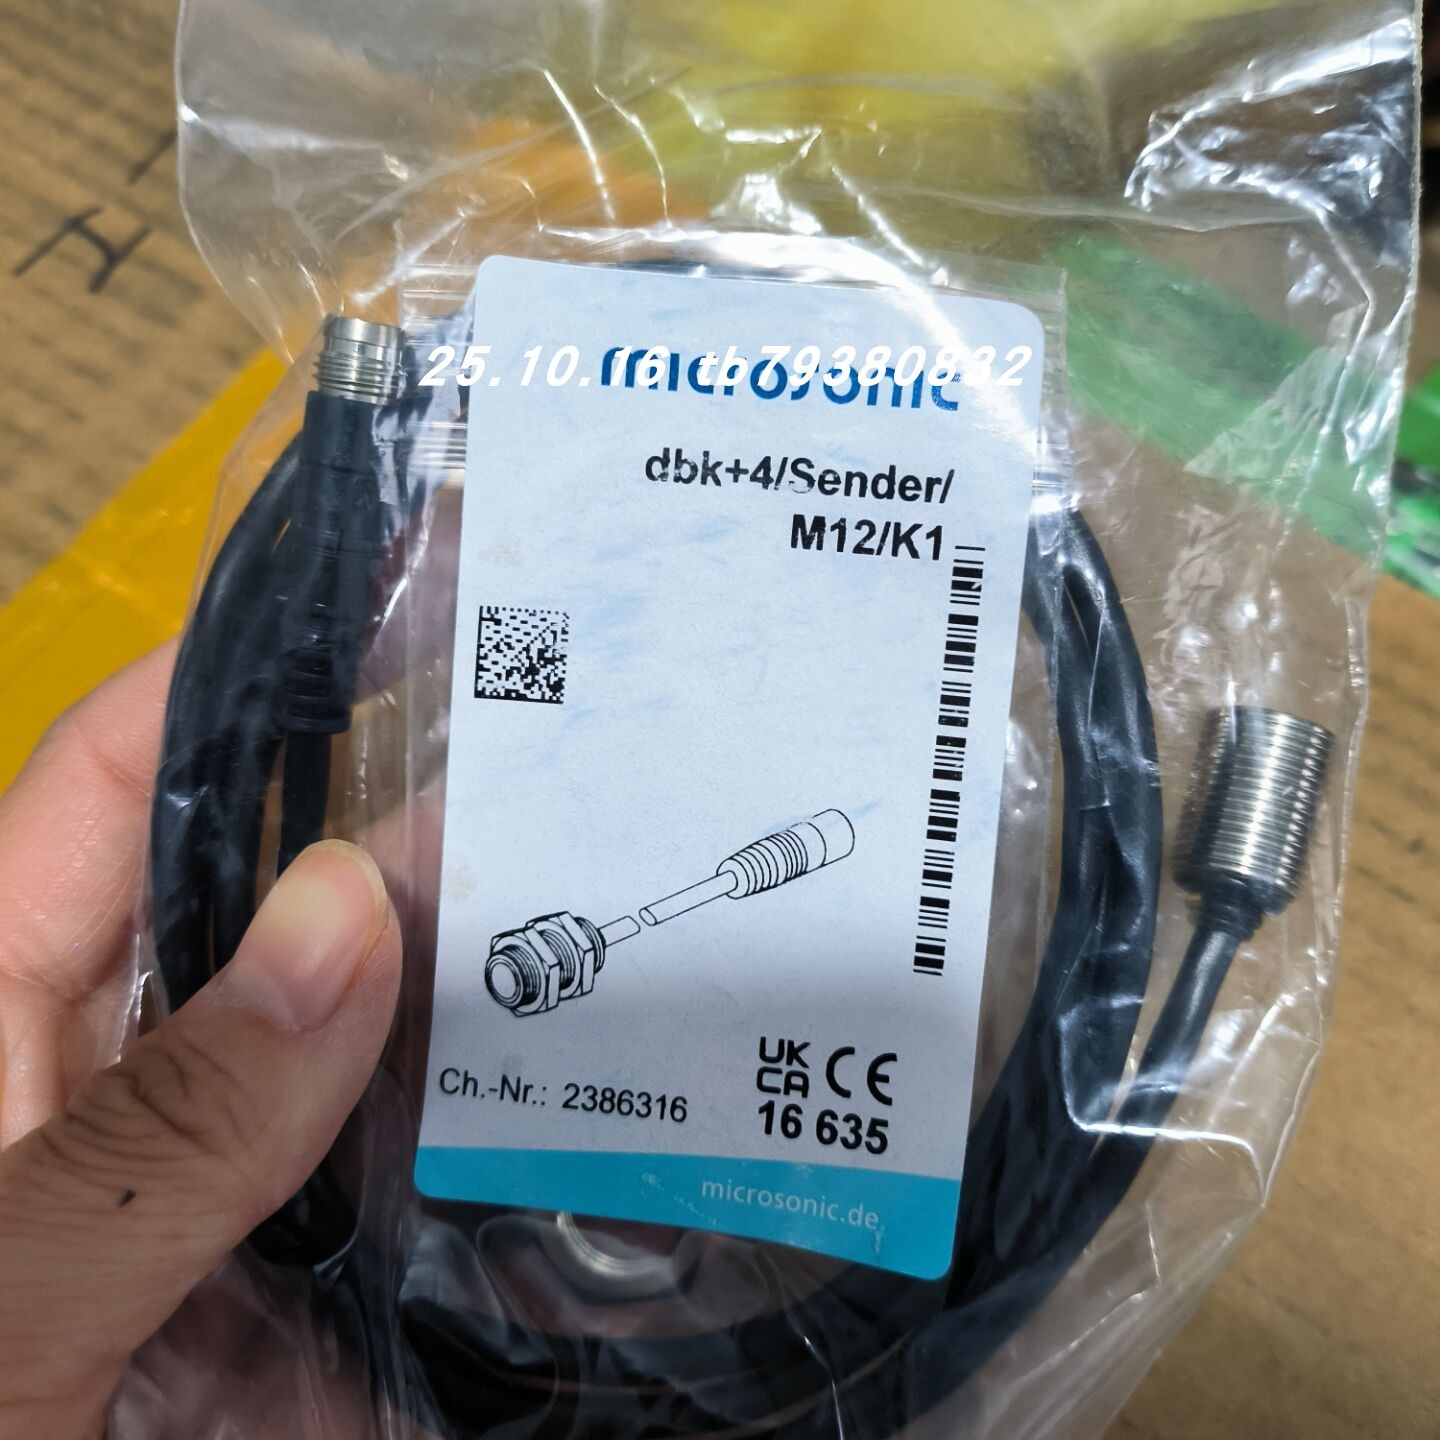 25.10.16 tb79380832
microsonic
dbk+4/Sender/
M12/K1
UK
CA CE
Ch.-Nr.: 2386316
16 635
microsonic.de
H